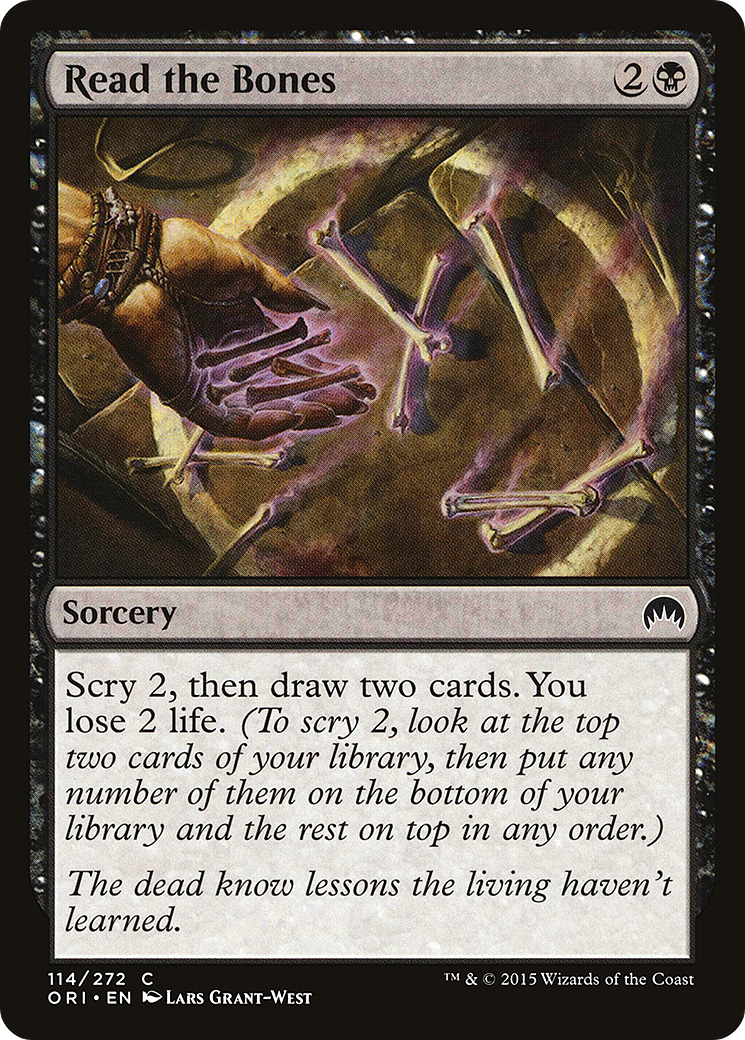 Read the Bones 2
Sorcery
Scry 2, then draw two cards. You
lose 2 life. (To scry 2, look at the top
two cards of your library, then put any
number of them on the bottom of your
library and the rest on top in any order.)
The dead know lessons the living haven't
learned.
114/272 C
ORI • EN Lars Grant-West
™ & © 2015 Wizards of the Coast